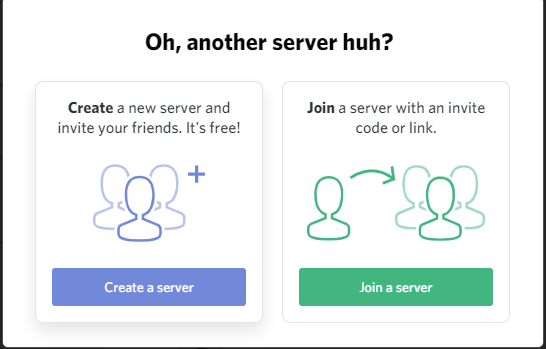 Oh, another server huh?
Create a new server and
invite your friends. It's free!
Create a server
Join a server with an invite
code or link.
Join a server